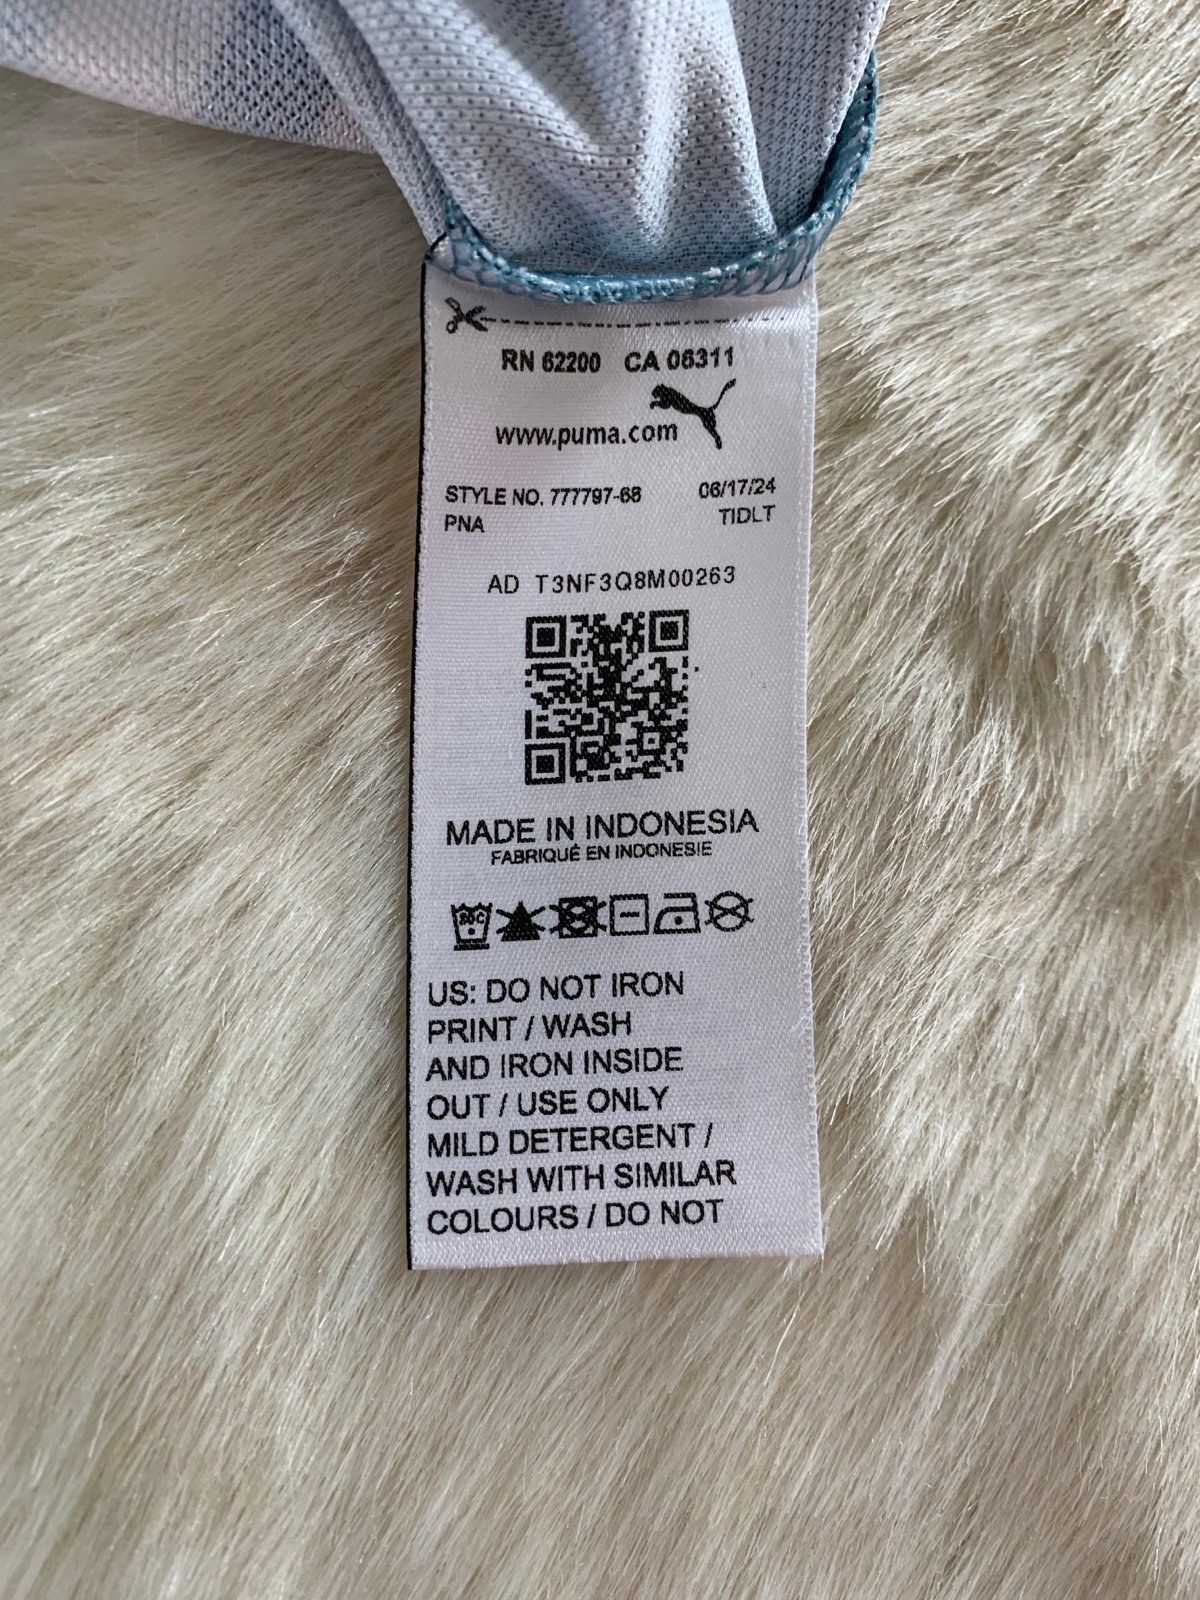 RN 62200 CA 06311
www.puma.com
STYLE NO. 777797-68 06/17/24
PNA TIDLT
AD T3NF3Q8M00263
MADE IN INDONESIA
FABRIQUÉ EN INDONESIE
30C
US: DO NOT IRON
PRINT / WASH
AND IRON INSIDE
OUT / USE ONLY
MILD DETERGENT /
WASH WITH SIMILAR
COLOURS / DO NOT